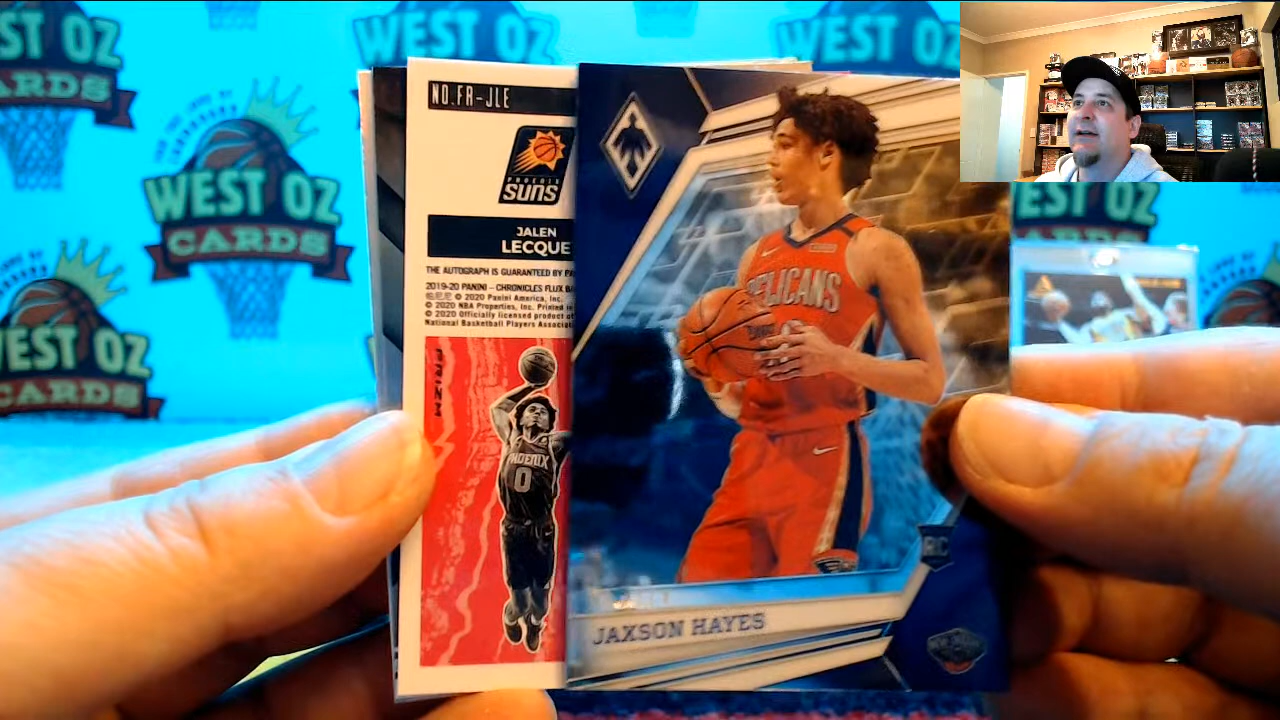 WEST OZ
CARDS
WEST OZ
CARDS
WEST OZ
CARDS
WEST OZ
WEST OZ
NO.FR-JLE
PHOENIX
SUNS
JALEN
LECQUE
THE AUTOGRAPH IS GUARANTEED BY PA
2019-20 PANINI – CHRONICLES FLUX BA
© 2020 Panini America, Inc.
© 2020 NBA Properties, Inc. Printed in
© 2020 Officially licensed product of
National Basketball Players Associat
PRIZM
PHOENIX
0
PELICANS
RC
JAXSON HAYES
EST OZ